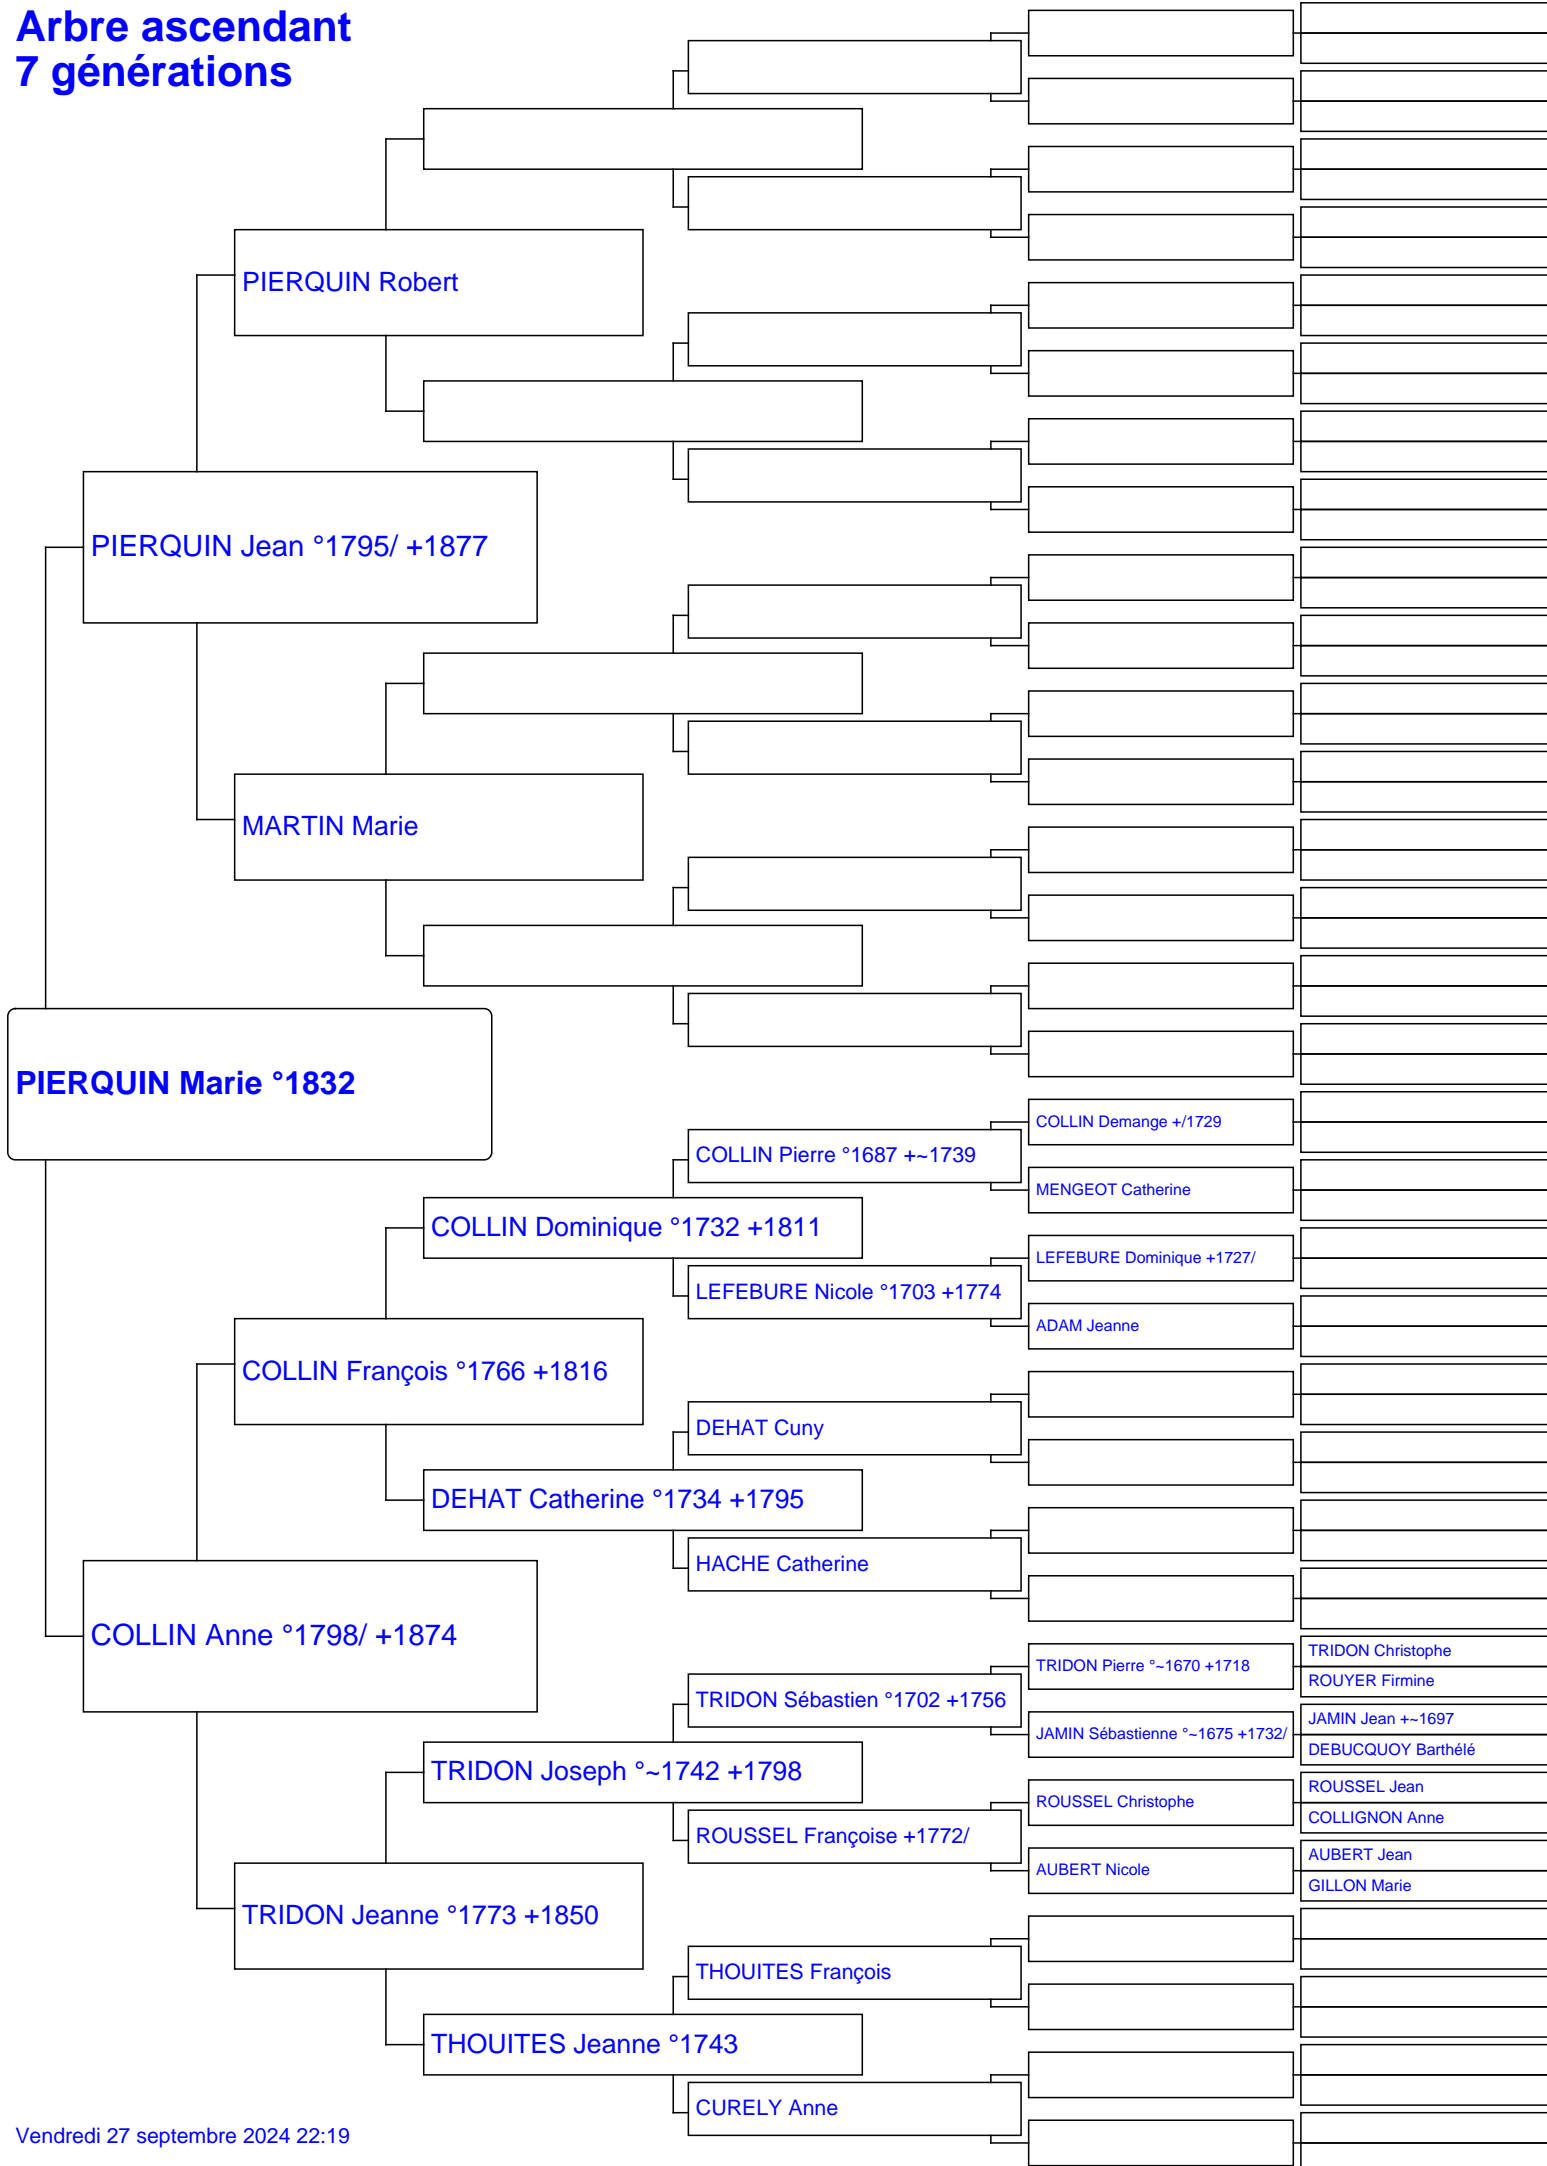 Arbre ascendant
7 générations
PIERQUIN Robert
PIERQUIN Jean °1795/ +1877
MARTIN Marie
PIERQUIN Marie °1832
COLLIN Demange +/1729
COLLIN Pierre °1687 +~1739
MENGEOT Catherine
COLLIN Dominique °1732 +1811
LEFEBURE Dominique +1727/
LEFEBURE Nicole °1703 +1774
ADAM Jeanne
COLLIN François °1766 +1816
DEHAT Cuny
DEHAT Catherine °1734 +1795
HACHE Catherine
COLLIN Anne °1798/ +1874
TRIDON Christophe
TRIDON Pierre °~1670 +1718
ROUYER Firmine
TRIDON Sébastien °1702 +1756
JAMIN Jean +~1697
JAMIN Sébastienne °~1675 +1732/
DEBUCQUOY Barthélé
TRIDON Joseph °~1742 +1798
ROUSSEL Jean
ROUSSEL Christophe
COLLIGNON Anne
ROUSSEL Françoise +1772/
AUBERT Jean
AUBERT Nicole
GILLON Marie
TRIDON Jeanne °1773 +1850
THOUITES François
THOUITES Jeanne °1743
CURELY Anne
Vendredi 27 septembre 2024 22:19